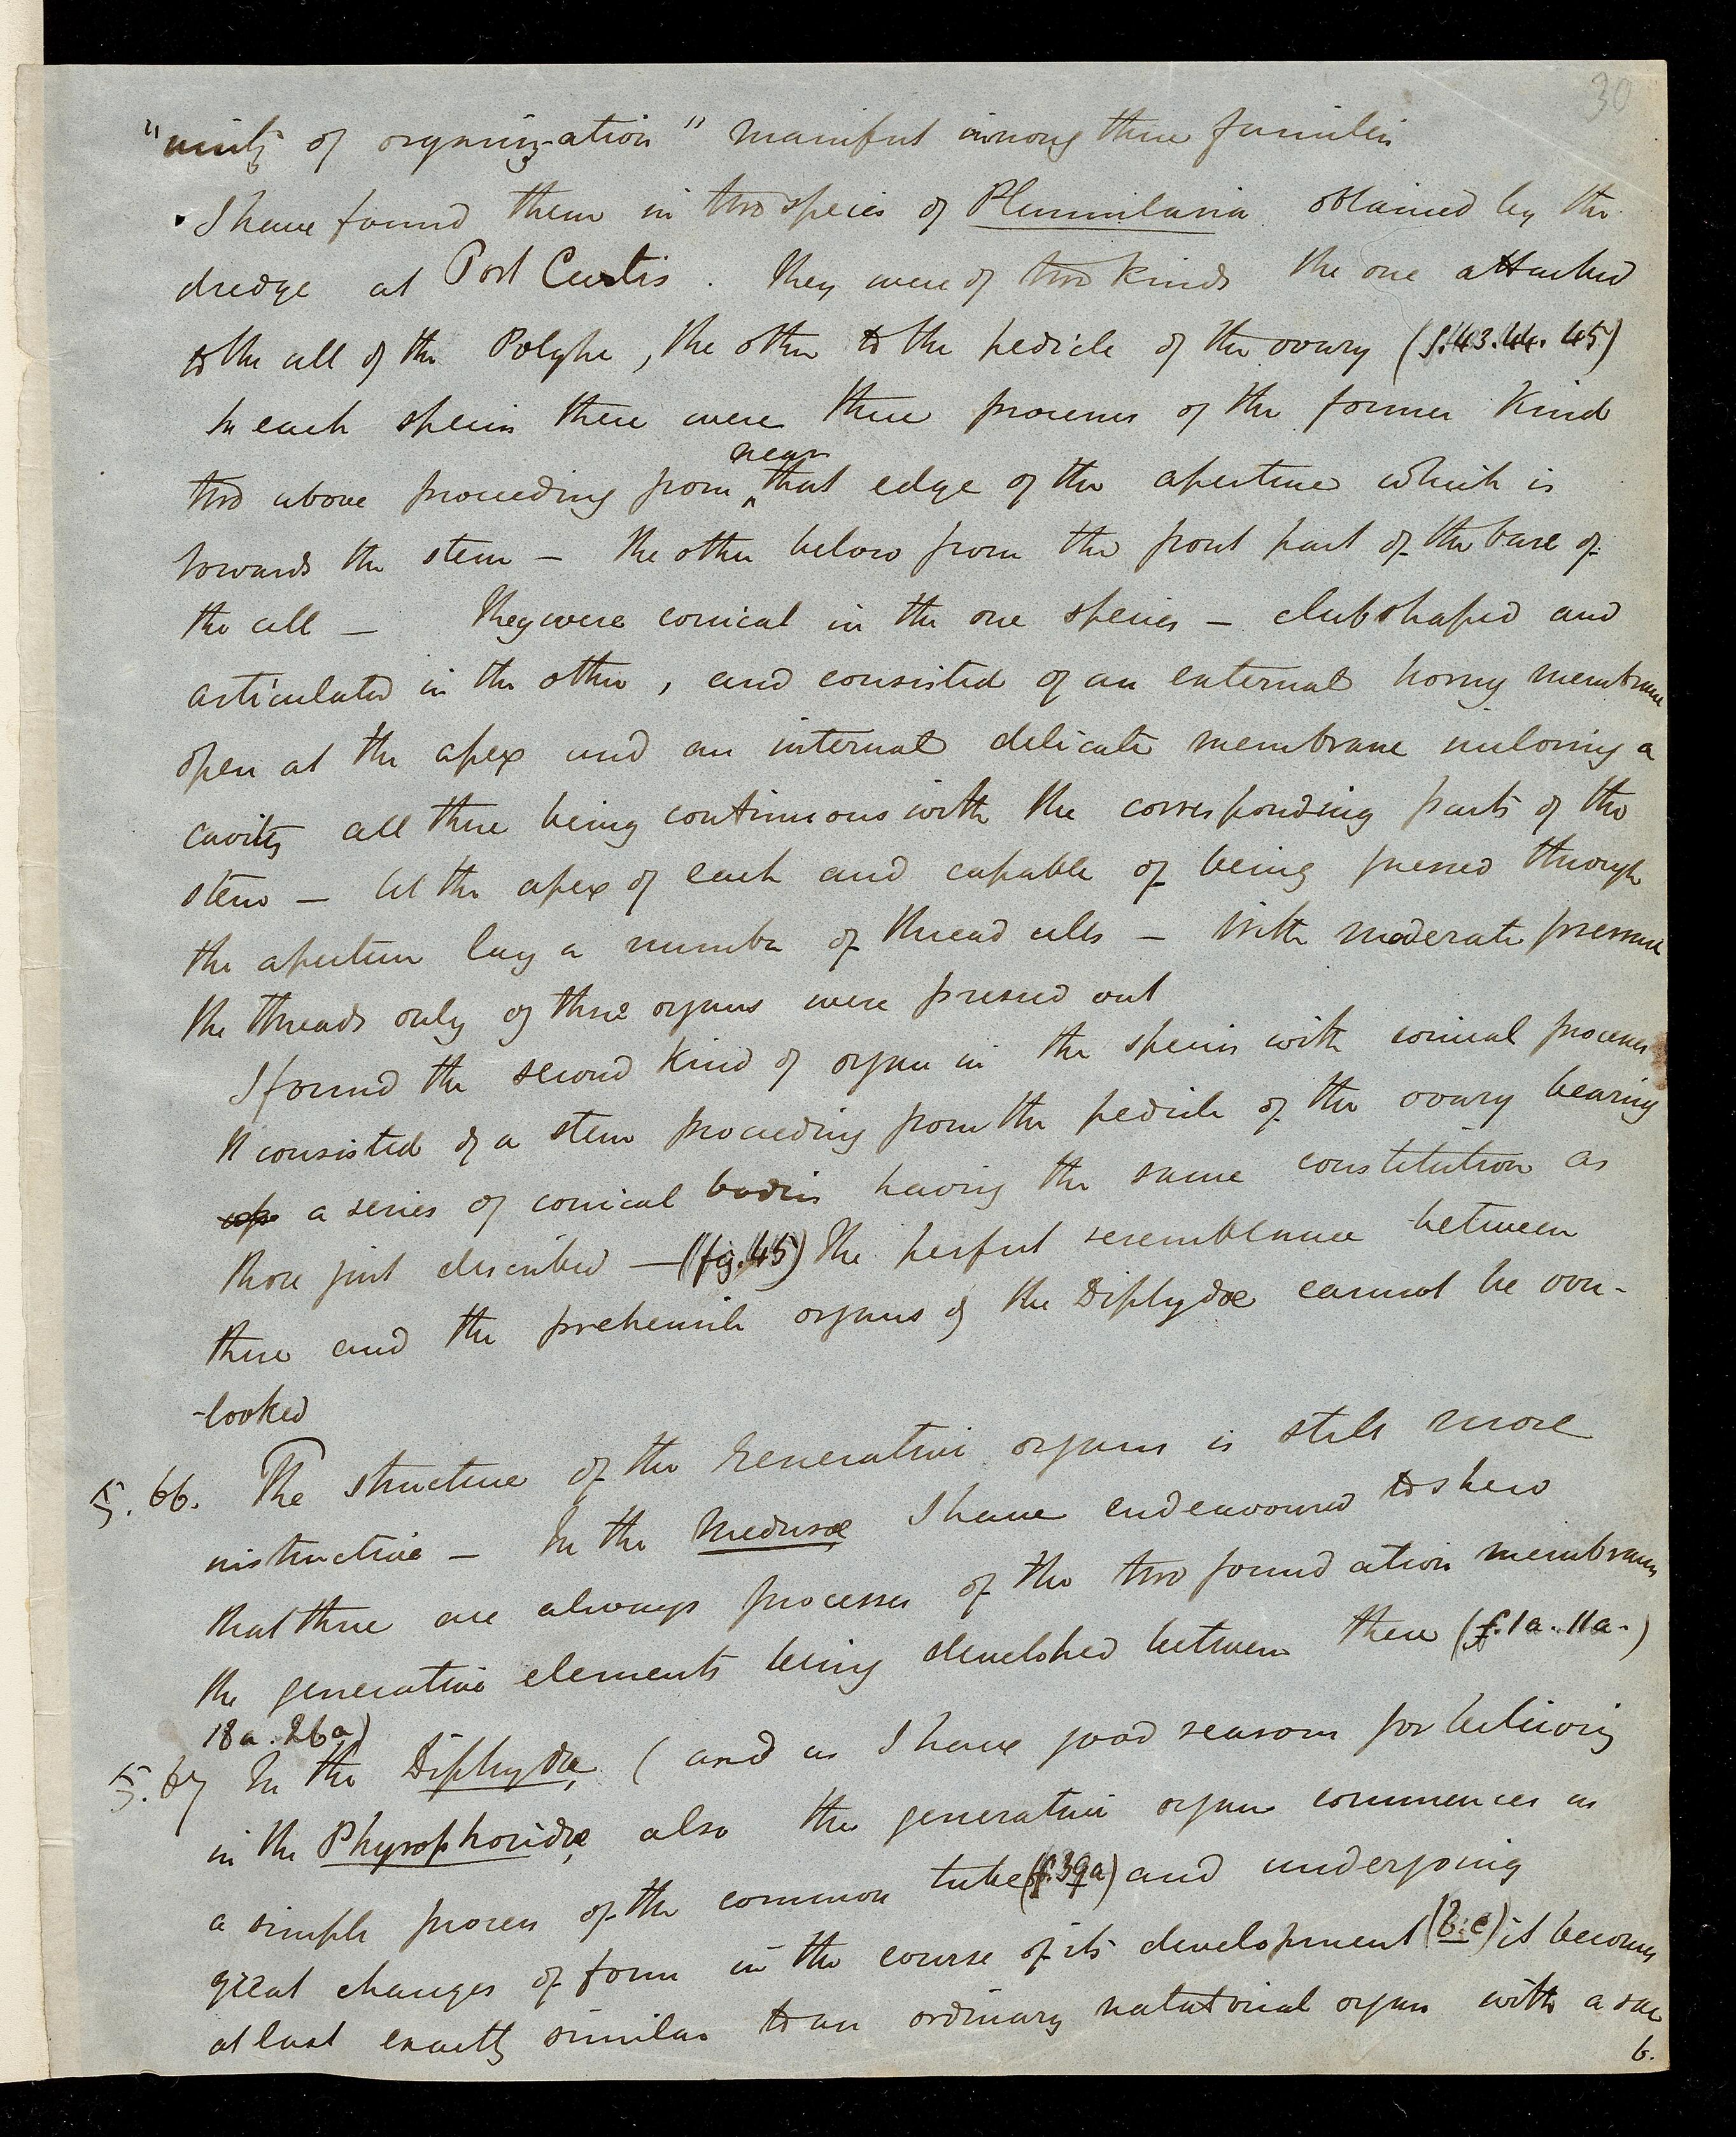 30
"unity of organization" manifest among these families
I have found them in two species of Plumularia obtained by the
dredge at Port Curtis. They were of two kinds the one attached
to the cell of the Polype, the other to the pedicle of the ovary (f. 43. 44. 45)
In each species there were three processes of the former kind
near
two above proceeding from ^ that edge of the aperture which is
towards the stem – the other below from the front part of the base of
the cell – They were conical in the one species – clubshaped and
articulated in the other, and consisted of an external horny membrane
open at the apex and an internal delicate membrane inclosing a
cavity all these being continuous with the corresponding parts of the
stem – At the apex of each and capable of being pressed through
the aperture lay a number of thread cells – With moderate pressure
the threads only of these organs were pressed out
I found the second kind of organ in the species with conical processes
It consisted of a stem proceeding from the pedicle of the ovary bearing
a series of conical bodies having the same constitution as
those just described – (fig. 45) The perfect resemblance between
these and the prehensile organs of the Diphydæ cannot be over-
-looked
5. 66. The structure of the Generative organs is still more
instructive – In the Medusæ I have endeavoured to shew
that these are always processes of the two foundation membranes
the generative elements being developed between them (f. 1a. 11a.
18a. 26a)
5. 67 In the Diphydæ, (and as I have good reasons for believing
in the Physophoridæ, also the generative organ commences as
a simple process of the common tube (f. 39a) and undergoing
great changes of form in the course of its development (b. c) it becomes
at last exactly similar to an ordinary natatorial organ with a sac
6.